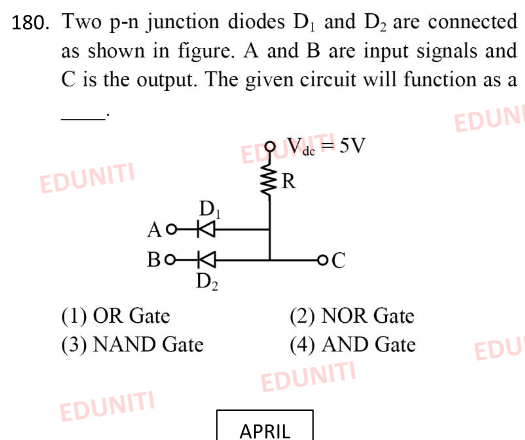 180. Two p-n junction diodes D₁ and D₂ are connected
as shown in figure. A and B are input signals and
C is the output. The given circuit will function as a
____.
EDUNI
EDUNITI
V_dc = 5V
EDUNITI
R
D₁
A
B
C
D₂
(1) OR Gate (2) NOR Gate
(3) NAND Gate (4) AND Gate
EDU
EDUNITI
EDUNITI
APRIL